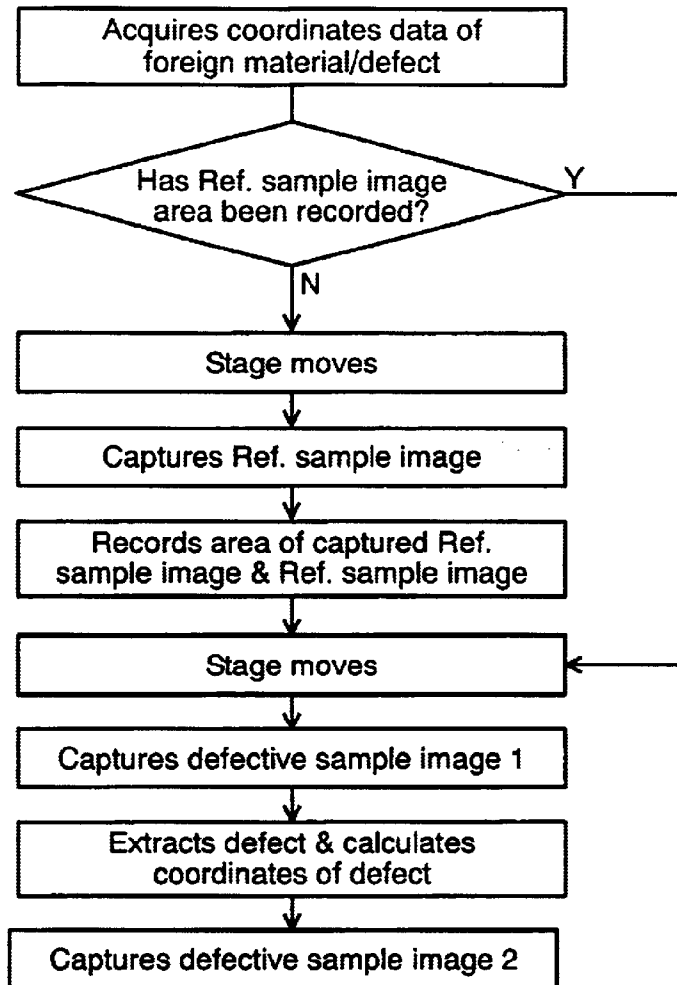 Acquires coordinates data of
foreign material/defect
Has Ref. sample image
area been recorded?
Y
N
Stage moves
Captures Ref. sample image
Records area of captured Ref.
sample image & Ref. sample image
Stage moves
Captures defective sample image 1
Extracts defect & calculates
coordinates of defect
Captures defective sample image 2